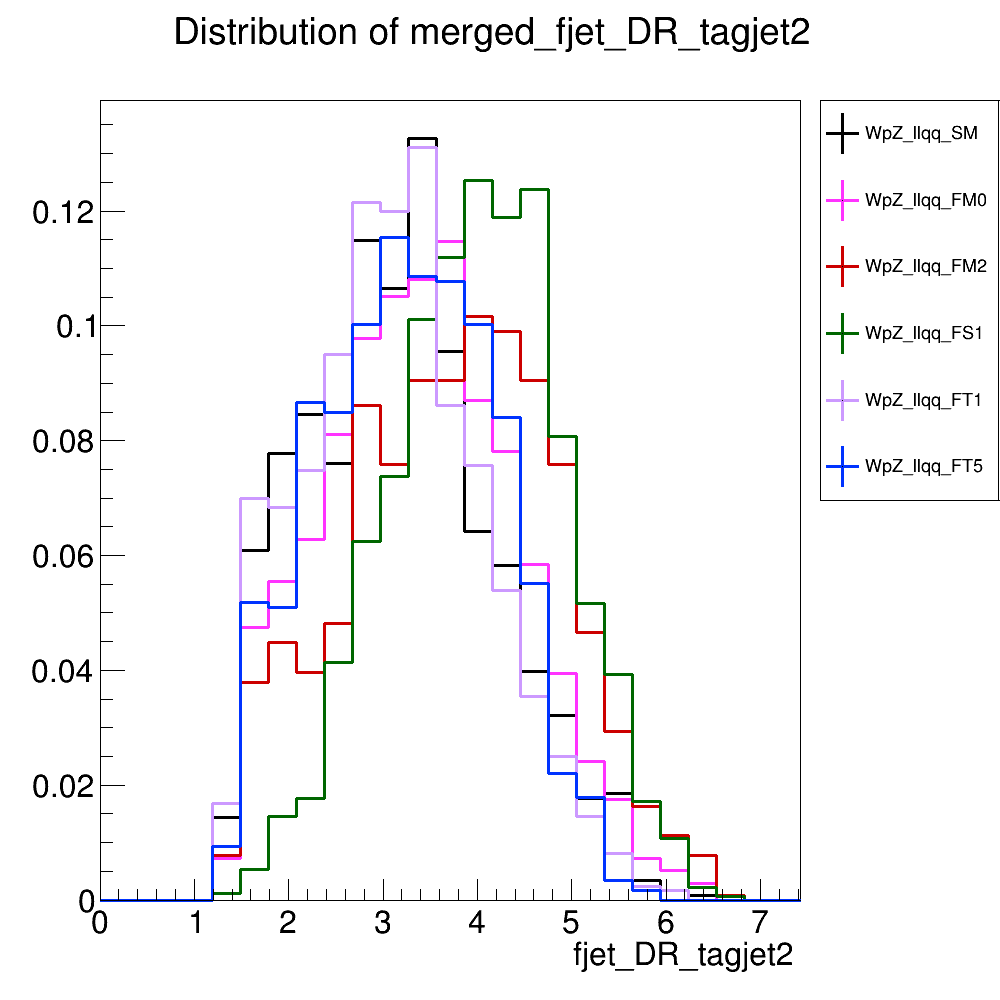 Distribution of merged_fjet_DR_tagjet2
WpZ_llqq_SM
WpZ_llqq_FM0
WpZ_llqq_FM2
WpZ_llqq_FS1
WpZ_llqq_FT1
WpZ_llqq_FT5
0.12
0.1
0.08
0.06
0.04
0.02
0
0 1 2 3 4 5 6 7
fjet_DR_tagjet2